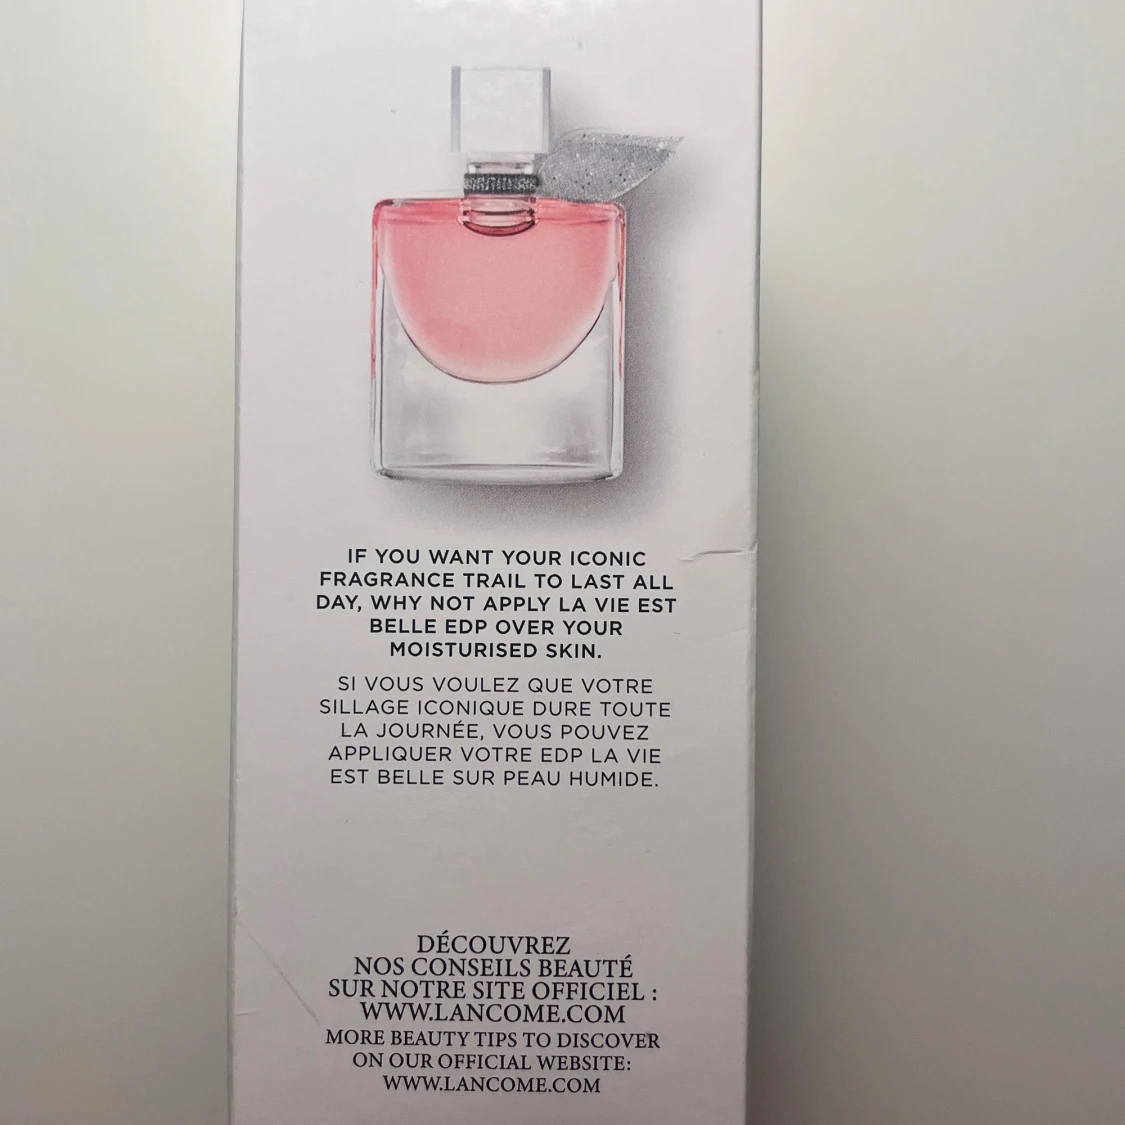 IF YOU WANT YOUR ICONIC
FRAGRANCE TRAIL TO LAST ALL
DAY, WHY NOT APPLY LA VIE EST
BELLE EDP OVER YOUR
MOISTURISED SKIN.
SI VOUS VOULEZ QUE VOTRE
SILLAGE ICONIQUE DURE TOUTE
LA JOURNÉE, VOUS POUVEZ
APPLIQUER VOTRE EDP LA VIE
EST BELLE SUR PEAU HUMIDE.
DÉCOUVREZ
NOS CONSEILS BEAUTÉ
SUR NOTRE SITE OFFICIEL :
WWW.LANCOME.COM
MORE BEAUTY TIPS TO DISCOVER
ON OUR OFFICIAL WEBSITE:
WWW.LANCOME.COM